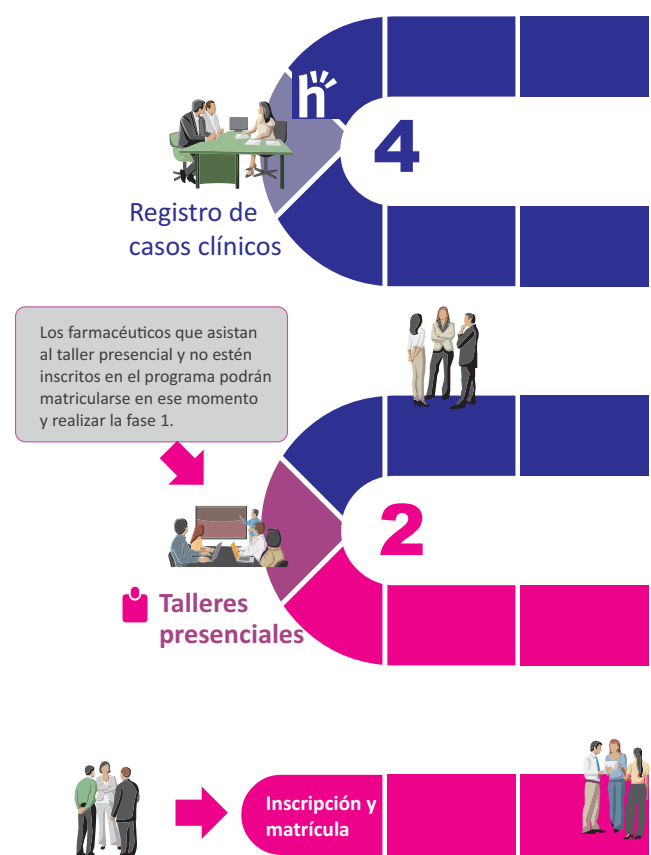 h
4
Registro de
casos clínicos
Los farmacéuticos que asistan
al taller presencial y no estén
inscritos en el programa podrán
matricularse en ese momento
y realizar la fase 1.
2
Talleres
presenciales
Inscripción y
matrícula